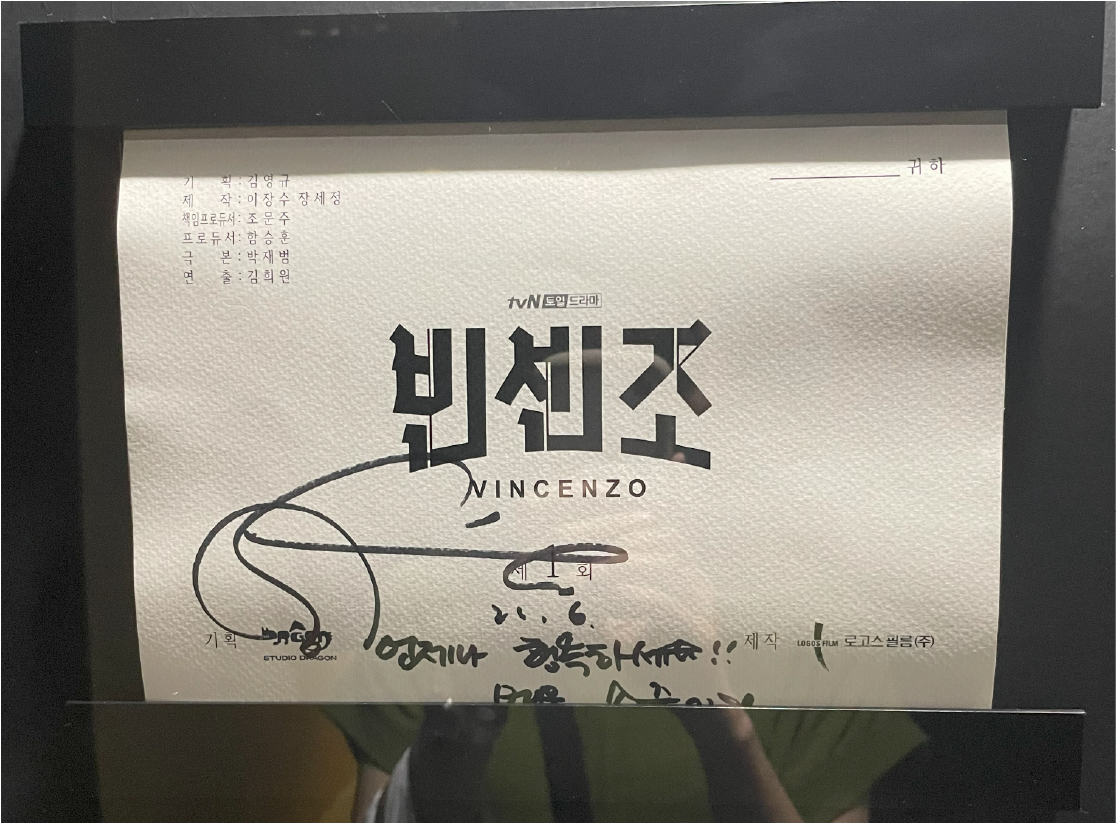 귀하
기 획 : 김영규
제 작 : 이장수 장세정
책임프로듀서 : 조문주
프로듀서 : 함승훈
극 본 : 박재범
연 출 : 김희원
tvN 토일드라마
빈센조
VINCENZO
제 1 회
21. 6.
기획 STUDIO DRAGON
언제나 행복하세요!!
제작 LOGOS FILM 로고스필름(주)